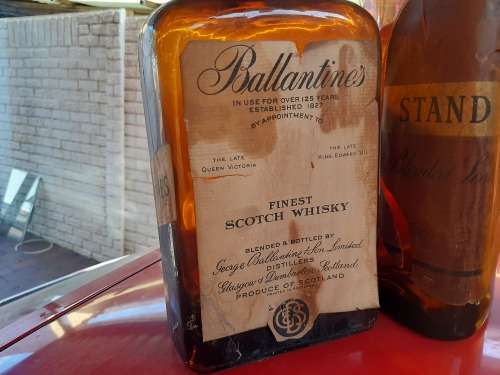 Ballantine's
IN USE FOR OVER 125 YEARS
ESTABLISHED 1827
BY APPOINTMENT TO
THE LATE
QUEEN VICTORIA
THE LATE
KING EDWARD VII
FINEST
SCOTCH WHISKY
BLENDED & BOTTLED BY
George Ballantine & Son Limited
DISTILLERS
Glasgow & Dumbarton, Scotland
PRODUCE OF SCOTLAND
STAND